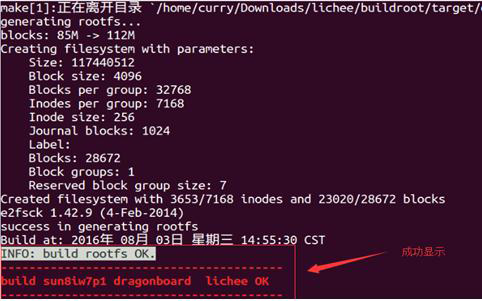 make[1]:正在离开目录 `/home/curry/Downloads/lichee/buildroot/target/
generating rootfs...
blocks: 85M -> 112M
Creating filesystem with parameters:
Size: 117440512
Block size: 4096
Blocks per group: 32768
Inodes per group: 7168
Inode size: 256
Journal blocks: 1024
Label:
Blocks: 28672
Block groups: 1
Reserved block group size: 7
Created filesystem with 3653/7168 inodes and 23020/28672 blocks
e2fsck 1.42.9 (4-Feb-2014)
success in generating rootfs
Build at: 2016年 08月 03日 星期三 14:55:30 CST
INFO: build rootfs OK.
----------------------------------------
build sun8iw7p1 dragonboard  lichee OK
----------------------------------------
成功显示